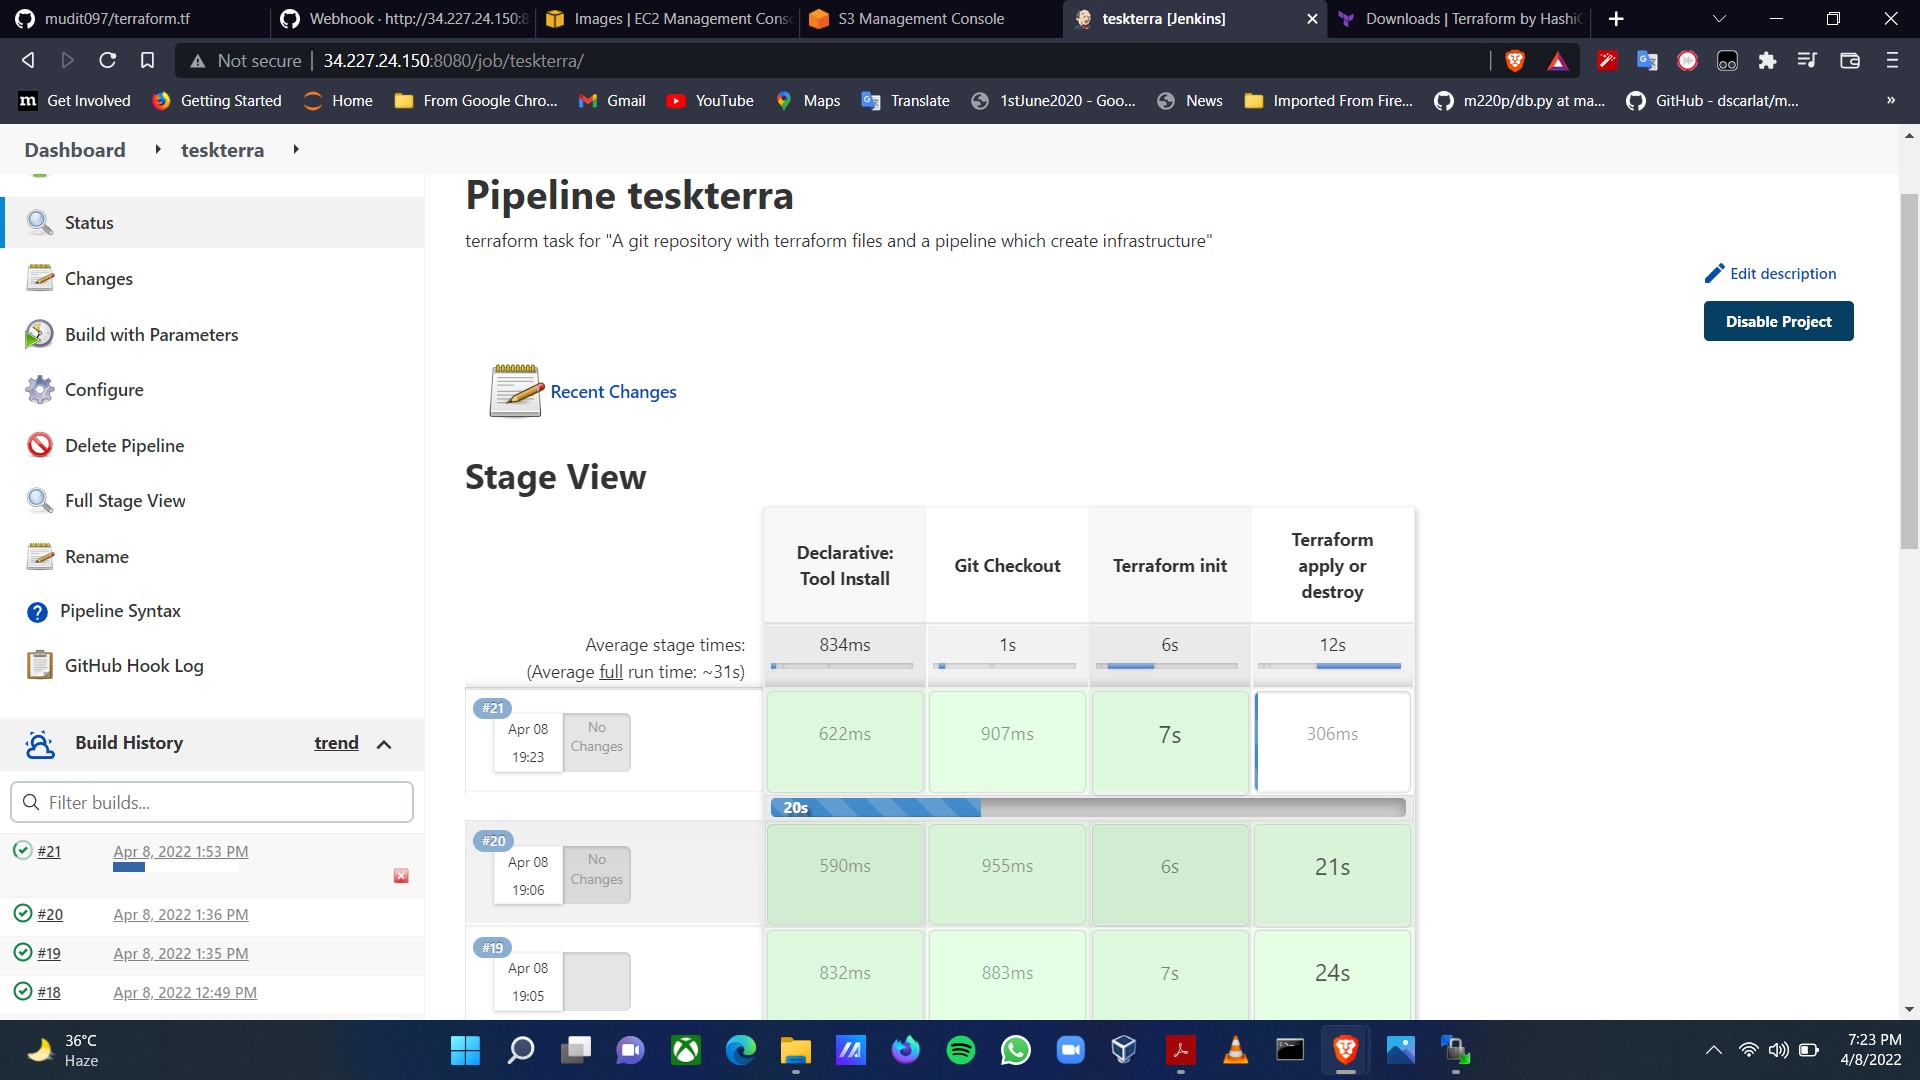 mudit097/terraform.tf
Webhook · http://34.227.24.150:8
Images | EC2 Management Conso
S3 Management Console
teskterra [Jenkins]
Downloads | Terraform by HashiC
Not secure
34.227.24.150:8080/job/teskterra/
m Get Involved
Getting Started
Home
From Google Chro...
Gmail
YouTube
Maps
Translate
1stJune2020 - Goo...
News
Imported From Fire...
m220p/db.py at ma...
GitHub - dscarlat/m...
»
Dashboard
teskterra
Status
Changes
Build with Parameters
Configure
Delete Pipeline
Full Stage View
Rename
Pipeline Syntax
GitHub Hook Log
Build History
trend
Filter builds...
#21 Apr 8, 2022 1:53 PM
#20 Apr 8, 2022 1:36 PM
#19 Apr 8, 2022 1:35 PM
#18 Apr 8, 2022 12:49 PM
Pipeline teskterra
terraform task for "A git repository with terraform files and a pipeline which create infrastructure"
Edit description
Disable Project
Recent Changes
Stage View
Declarative:
Tool Install
Git Checkout
Terraform init
Terraform
apply or
destroy
Average stage times:
(Average full run time: ~31s)
834ms 1s 6s 12s
#21
Apr 08
19:23
No
Changes
622ms 907ms 7s 306ms
20s
#20
Apr 08
19:06
No
Changes
590ms 955ms 6s 21s
#19
Apr 08
19:05
832ms 883ms 7s 24s
36°C
Haze
7:23 PM
4/8/2022